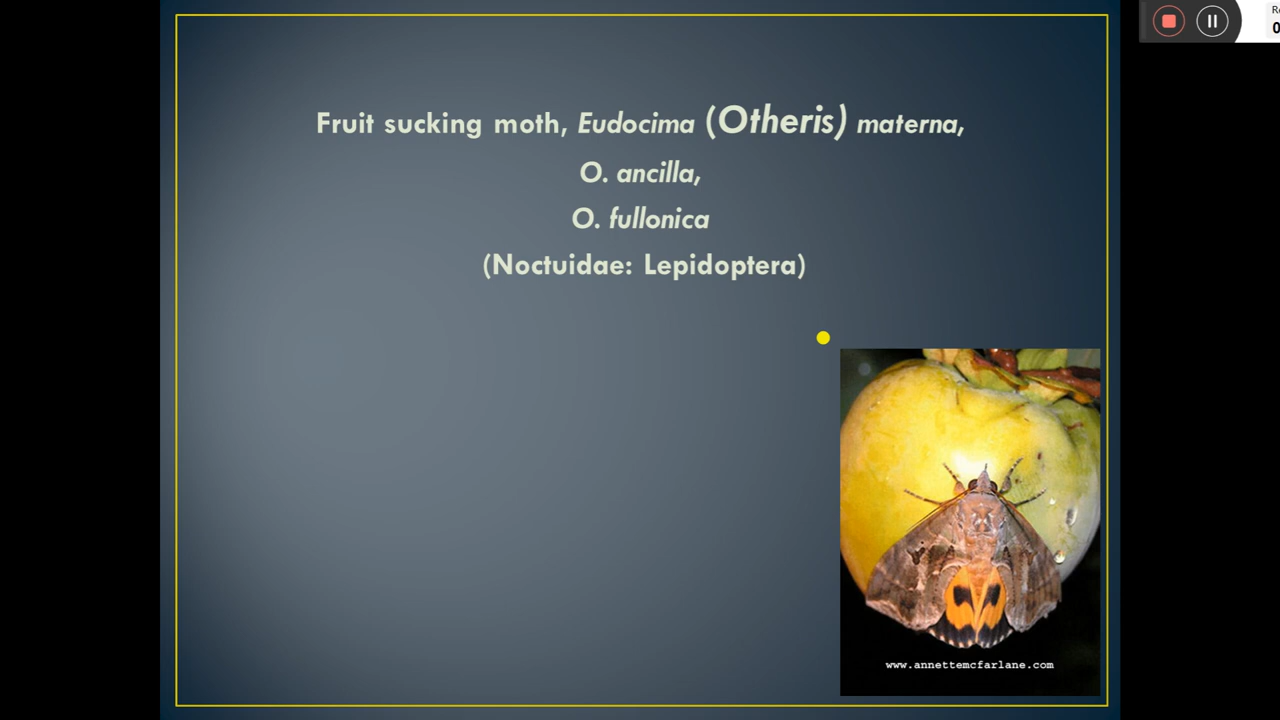 Fruit sucking moth, Eudocima (Otheris) materna,
O. ancilla,
O. fullonica
(Noctuidae: Lepidoptera)
www.annettemcfarlane.com